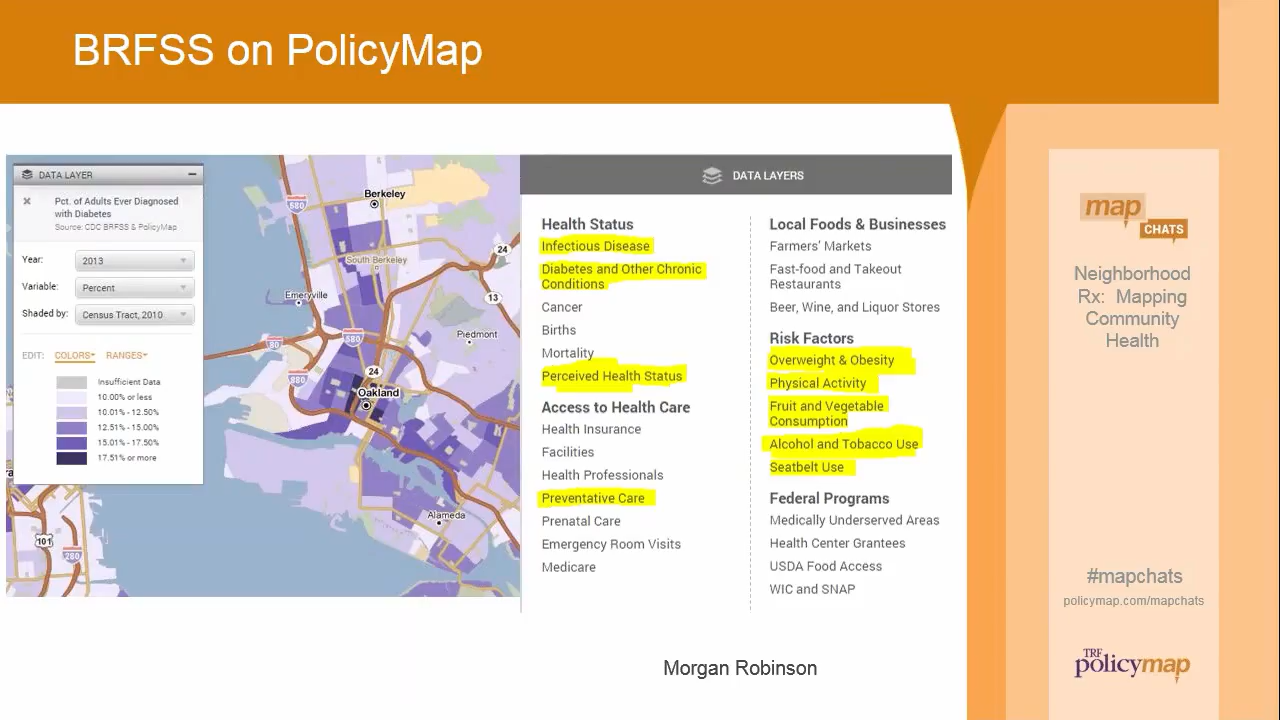 BRFSS on PolicyMap
DATA LAYER
Pct. of Adults Ever Diagnosed
with Diabetes
Source: CDC BRFSS & PolicyMap
Year:
2013
Variable:
Percent
Shaded by:
Census Tract, 2010
EDIT: COLORS RANGES
Insufficient Data
10.00% or less
10.01% - 12.50%
12.51% - 15.00%
15.01% - 17.50%
17.51% or more
Berkeley
580
24
South Berkeley
Emeryville
13
Piedmont
80
580
24
880
Oakland
Alameda
101
280
DATA LAYERS
Health Status
Infectious Disease
Diabetes and Other Chronic
Conditions
Cancer
Births
Mortality
Perceived Health Status
Access to Health Care
Health Insurance
Facilities
Health Professionals
Preventative Care
Prenatal Care
Emergency Room Visits
Medicare
Local Foods & Businesses
Farmers' Markets
Fast-food and Takeout
Restaurants
Beer, Wine, and Liquor Stores
Risk Factors
Overweight & Obesity
Physical Activity
Fruit and Vegetable
Consumption
Alcohol and Tobacco Use
Seatbelt Use
Federal Programs
Medically Underserved Areas
Health Center Grantees
USDA Food Access
WIC and SNAP
Morgan Robinson
map
CHATS
Neighborhood
Rx: Mapping
Community
Health
#mapchats
policymap.com/mapchats
TRF
policymap